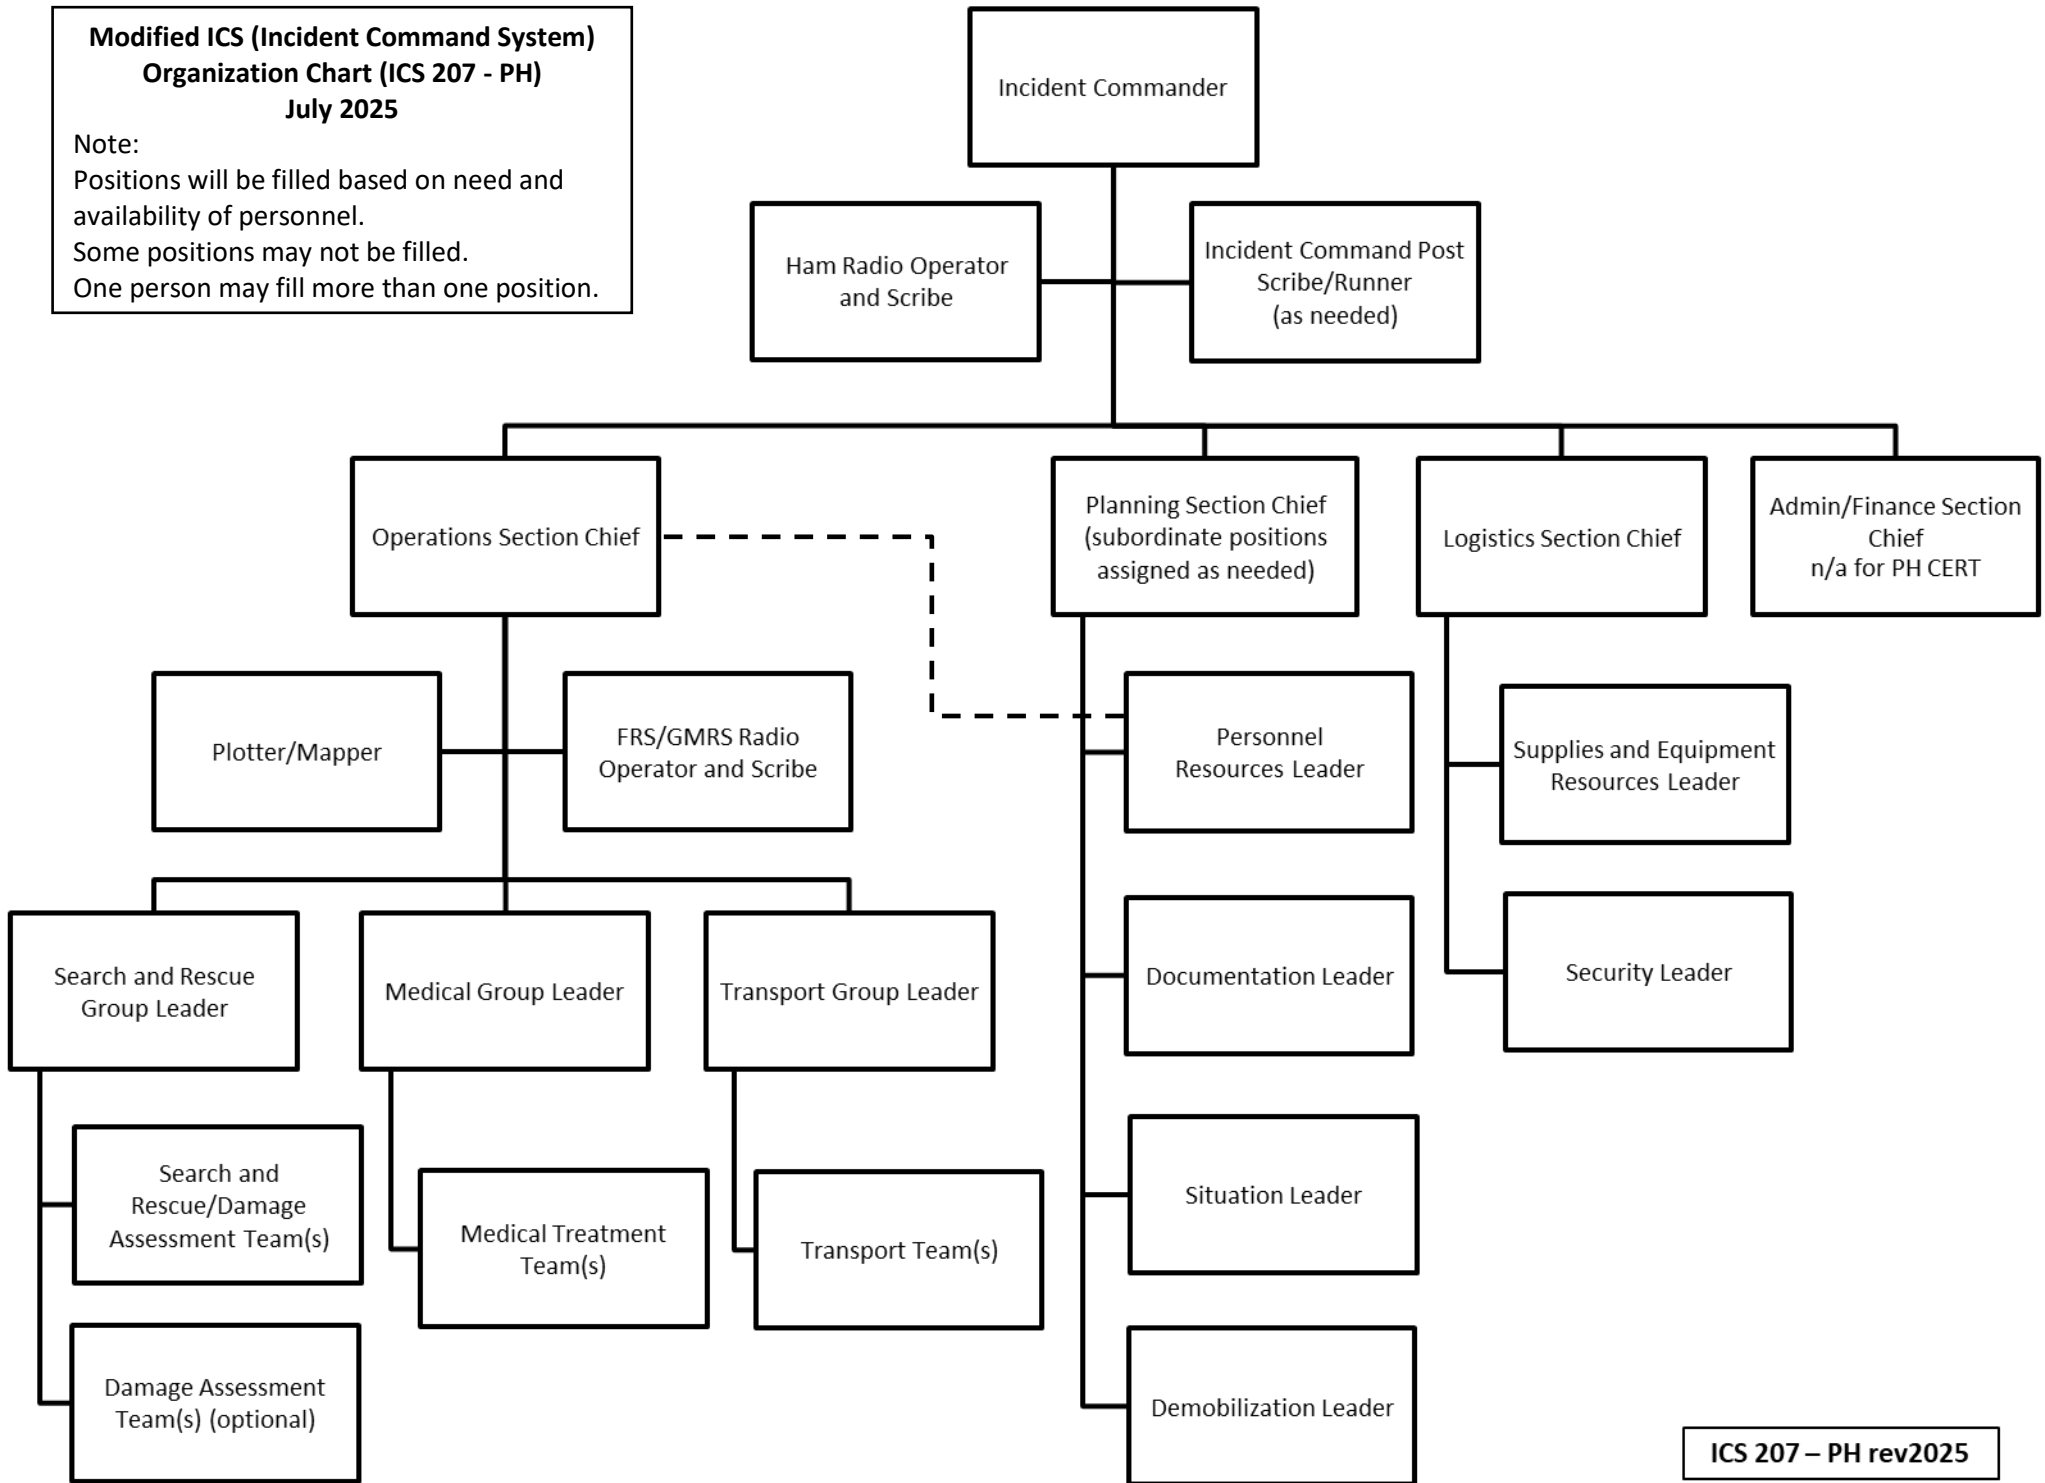 Modified ICS (Incident Command System)
Organization Chart (ICS 207 - PH)
July 2025
Note:
Positions will be filled based on need and
availability of personnel.
Some positions may not be filled.
One person may fill more than one position.
Incident Commander
Ham Radio Operator
and Scribe
Incident Command Post
Scribe/Runner
(as needed)
Operations Section Chief
Planning Section Chief
(subordinate positions
assigned as needed)
Logistics Section Chief
Admin/Finance Section
Chief
n/a for PH CERT
Plotter/Mapper
FRS/GMRS Radio
Operator and Scribe
Personnel
Resources Leader
Supplies and Equipment
Resources Leader
Search and Rescue
Group Leader
Medical Group Leader
Transport Group Leader
Documentation Leader
Security Leader
Search and
Rescue/Damage
Assessment Team(s)
Medical Treatment
Team(s)
Transport Team(s)
Situation Leader
Damage Assessment
Team(s) (optional)
Demobilization Leader
ICS 207 – PH rev2025